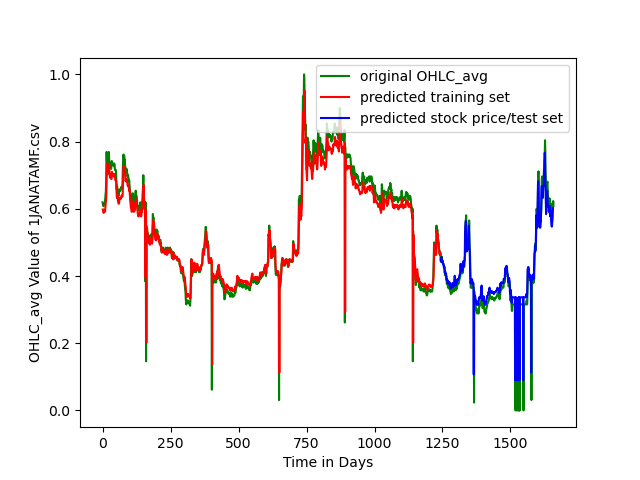 original OHLC_avg
predicted training set
predicted stock price/test set
1.0
0.8
0.6
0.4
0.2
0.0
OHLC_avg Value of 1JANATAMF.csv
0 250 500 750 1000 1250 1500
Time in Days